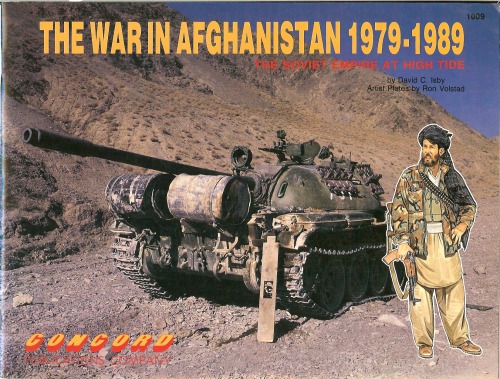 1009
THE WAR IN AFGHANISTAN 1979-1989
THE SOVIET EMPIRE AT HIGH TIDE
by David C. Isby
Artist Plates by Ron Volstad
CONCORD
COMPANY